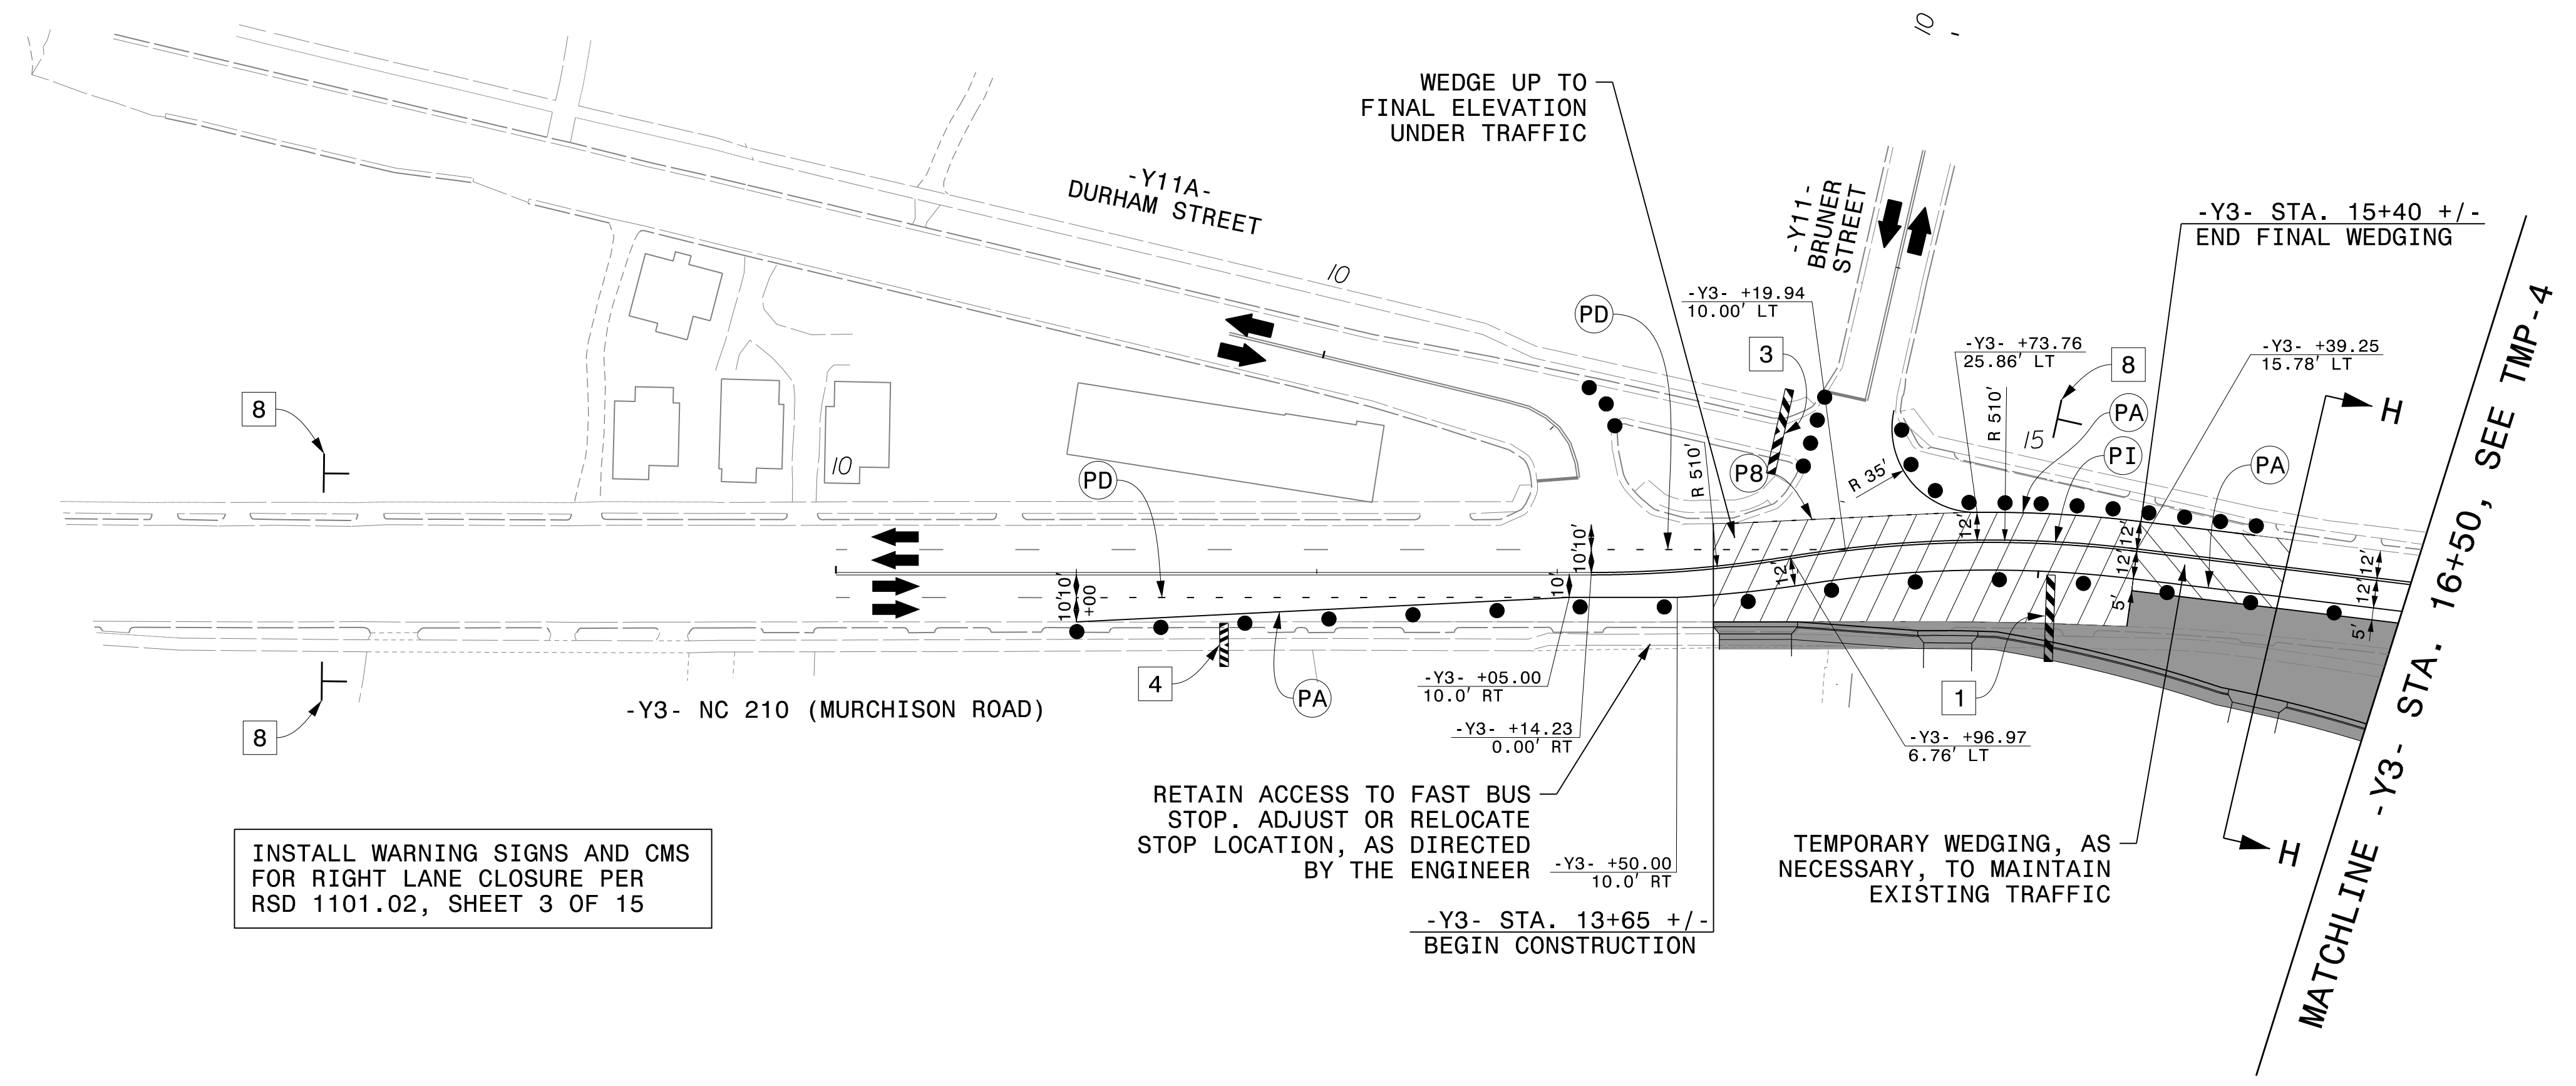 10
WEDGE UP TO
FINAL ELEVATION
UNDER TRAFFIC
-Y11A-
DURHAM STREET
-Y11-
BRUNER
STREET
-Y3- STA. 15+40 +/-
END FINAL WEDGING
10
PD
-Y3- +19.94
10.00' LT
3
-Y3- +73.76
25.86' LT
8
-Y3- +39.25
15.78' LT
8
R 510'
PA
H
15
10
PD
R 510'
P8
R 35'
PI
PA
10'
10'
+00
10'
10'
10'
12'
12'
12'
12'
12'
12'
5'
5'
4
PA
-Y3- +05.00
10.0' RT
1
-Y3- NC 210 (MURCHISON ROAD)
8
-Y3- +14.23
0.00' RT
-Y3- +96.97
6.76' LT
RETAIN ACCESS TO FAST BUS
STOP. ADJUST OR RELOCATE
STOP LOCATION, AS DIRECTED
BY THE ENGINEER
-Y3- +50.00
10.0' RT
TEMPORARY WEDGING, AS
NECESSARY, TO MAINTAIN
EXISTING TRAFFIC
H
INSTALL WARNING SIGNS AND CMS
FOR RIGHT LANE CLOSURE PER
RSD 1101.02, SHEET 3 OF 15
-Y3- STA. 13+65 +/-
BEGIN CONSTRUCTION
MATCHLINE -Y3- STA. 16+50, SEE TMP-4